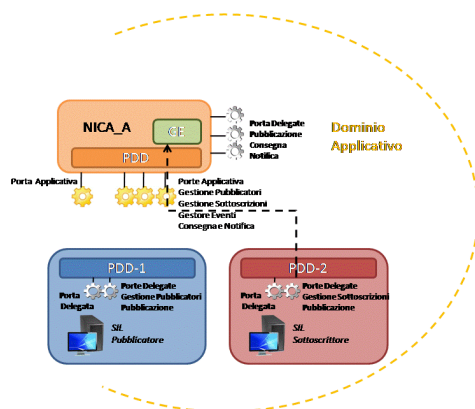 NICA_A
GE
PDD
Porta Delegate
Pubblicazione
Consegna
Notifica
Dominio
Applicativo
Porta Applicativa
Porte Applicativa
Gestione Pubblicatori
Gestione Sottoscrizioni
Gestore Eventi
Consegna e Notifica
PDD-1
Porta
Delegata
Porte Delegate
Gestione Pubblicatori
Pubblicazione
SIL
Pubblicatore
PDD-2
Porta
Delegata
Porte Delegate
Gestione Sottoscrizioni
Pubblicazione
SIL
Sottoscrittore